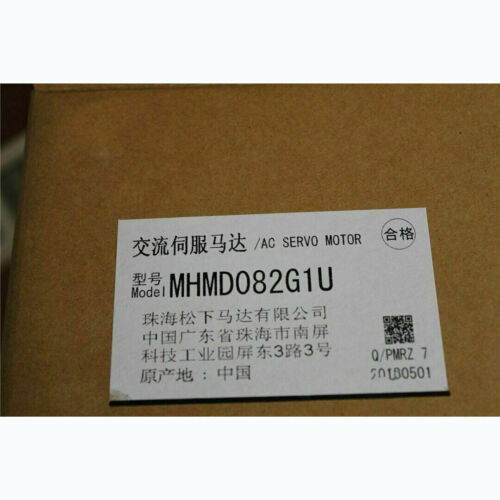 交流伺服马达 /AC SERVO MOTOR
合格
型号
Model MHMD082G1U
珠海松下马达有限公司
中国广东省珠海市南屏
科技工业园屏东3路3号
原产地：中国
Q/PMRZ 7
20180501